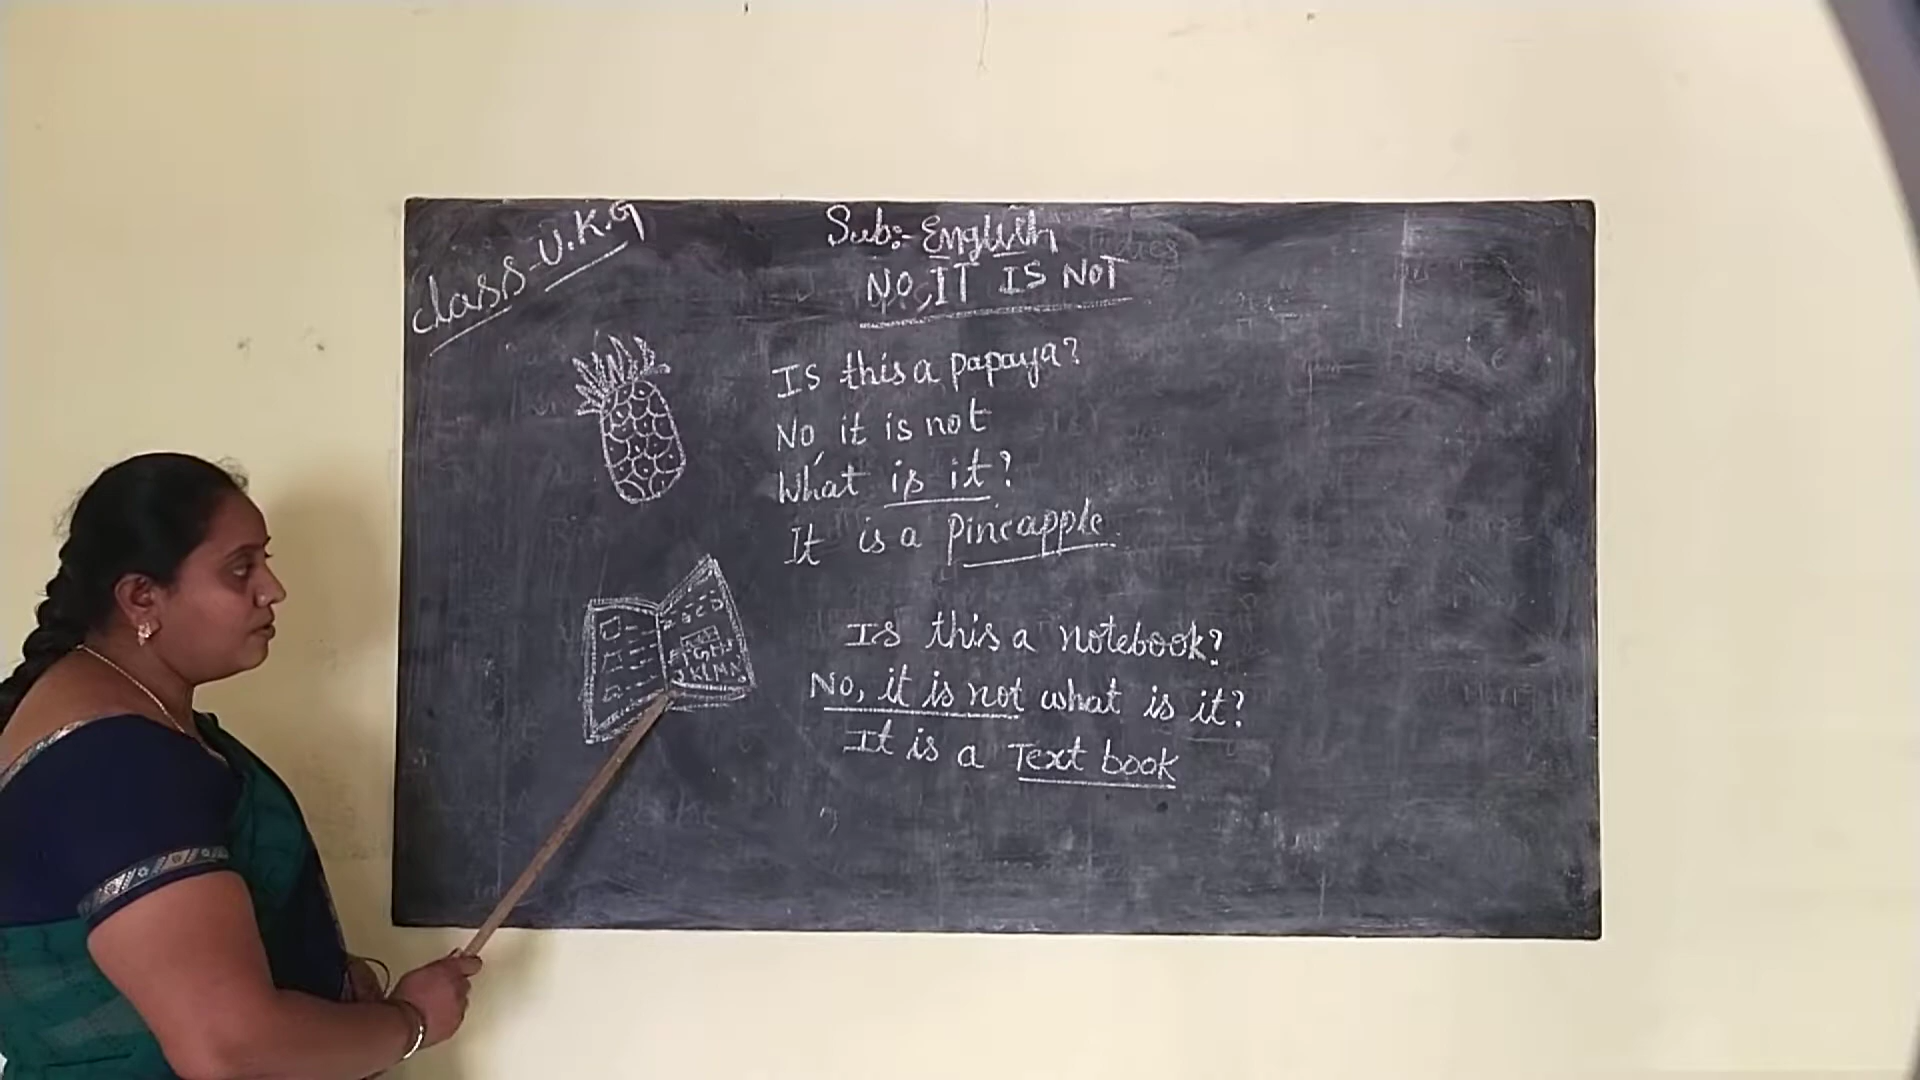 Class-U.K.G
Sub:- English
NO, IT IS NOT
Is this a papaya?
No, it is not
What is it?
It is a pineapple
Is this a notebook?
No, it is not what is it?
It is a Text book